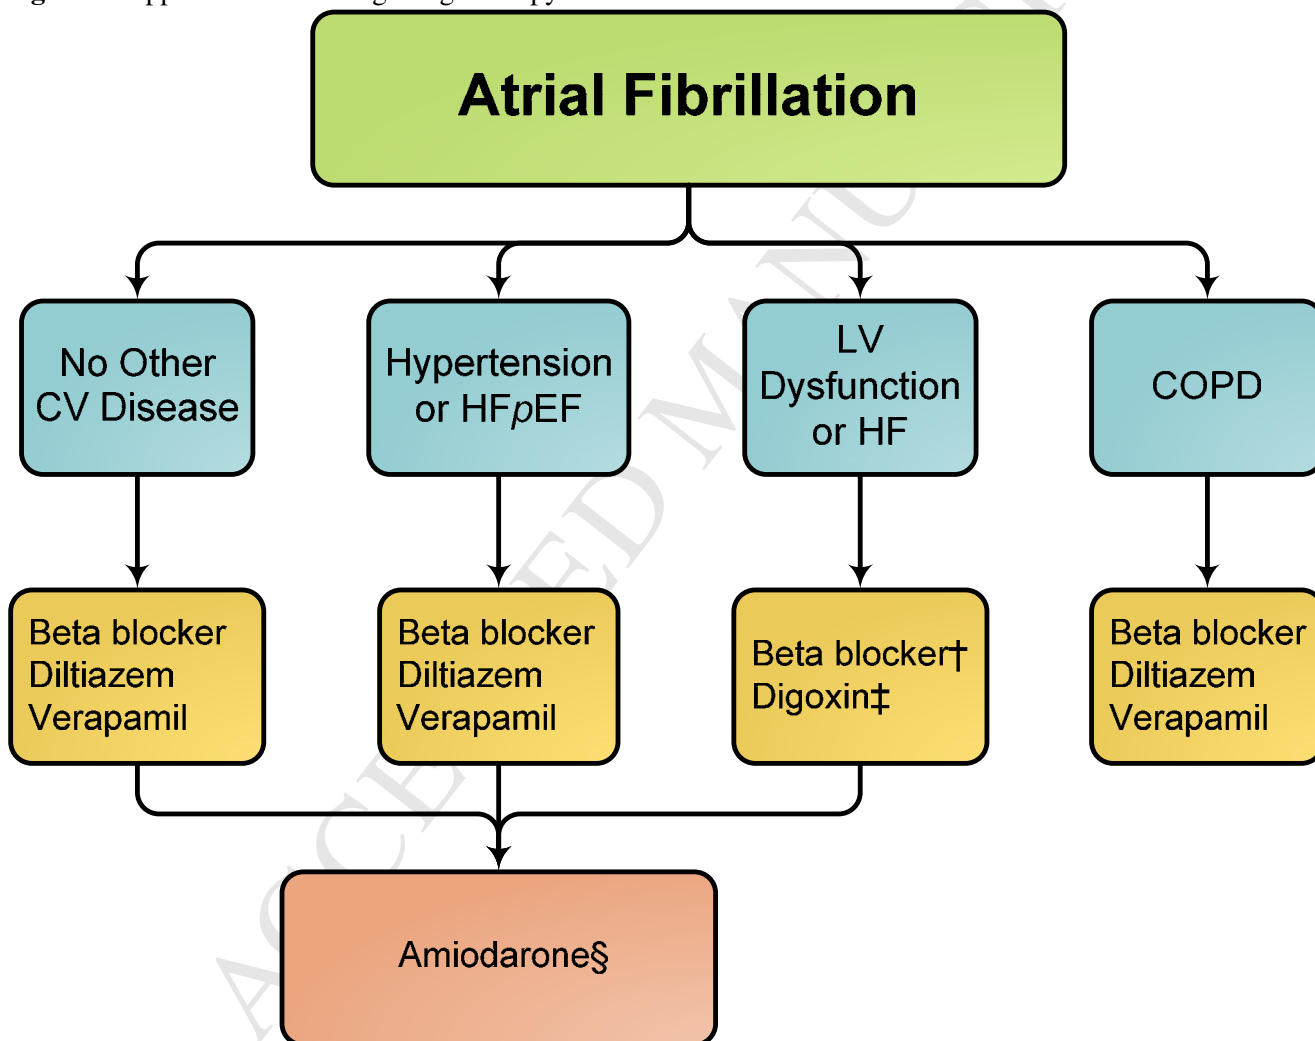 Atrial Fibrillation
No Other
CV Disease
Hypertension
or HFpEF
LV
Dysfunction
or HF
COPD
Beta blocker
Diltiazem
Verapamil
Beta blocker
Diltiazem
Verapamil
Beta blocker†
Digoxin‡
Beta blocker
Diltiazem
Verapamil
Amiodarone§